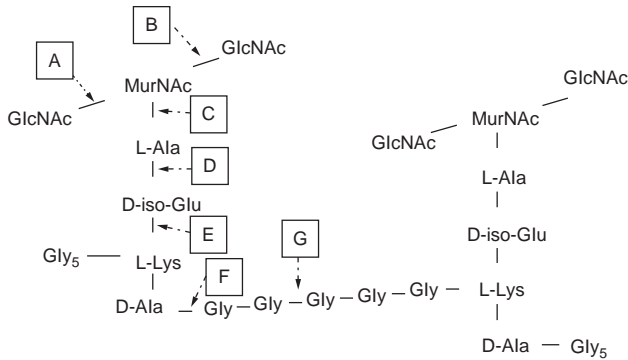 B
GlcNAc
A
GlcNAc
MurNAc
C
GlcNAc
GlcNAc
MurNAc
L-Ala
D
L-Ala
D-iso-Glu
E
G
D-iso-Glu
Gly5
L-Lys
F
D-Ala
Gly
Gly
Gly
Gly
Gly
L-Lys
D-Ala
Gly5